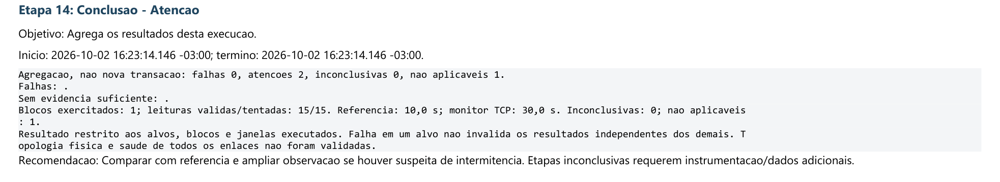 Etapa 14: Conclusao - Atencao
Objetivo: Agrega os resultados desta execucao.
Inicio: 2026-10-02 16:23:14.146 -03:00; termino: 2026-10-02 16:23:14.146 -03:00.
Agregacao, nao nova transacao: falhas 0, atencoes 2, inconclusivas 0, nao aplicaveis 1.
Falhas: .
Sem evidencia suficiente: .
Blocos exercitados: 1; leituras validas/tentadas: 15/15. Referencia: 10,0 s; monitor TCP: 30,0 s. Inconclusivas: 0; nao aplicaveis
: 1.
Resultado restrito aos alvos, blocos e janelas executados. Falha em um alvo nao invalida os resultados independentes dos demais. T
opologia fisica e saude de todos os enlaces nao foram validadas.
Recomendacao: Comparar com referencia e ampliar observacao se houver suspeita de intermitencia. Etapas inconclusivas requerem instrumentacao/dados adicionais.